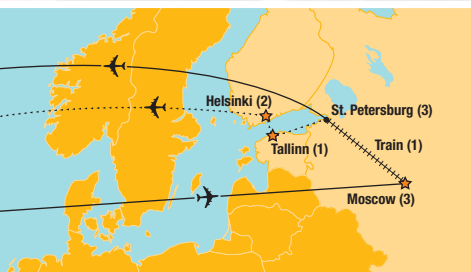 Helsinki (2)
St. Petersburg (3)
Tallinn (1)
Train (1)
Moscow (3)